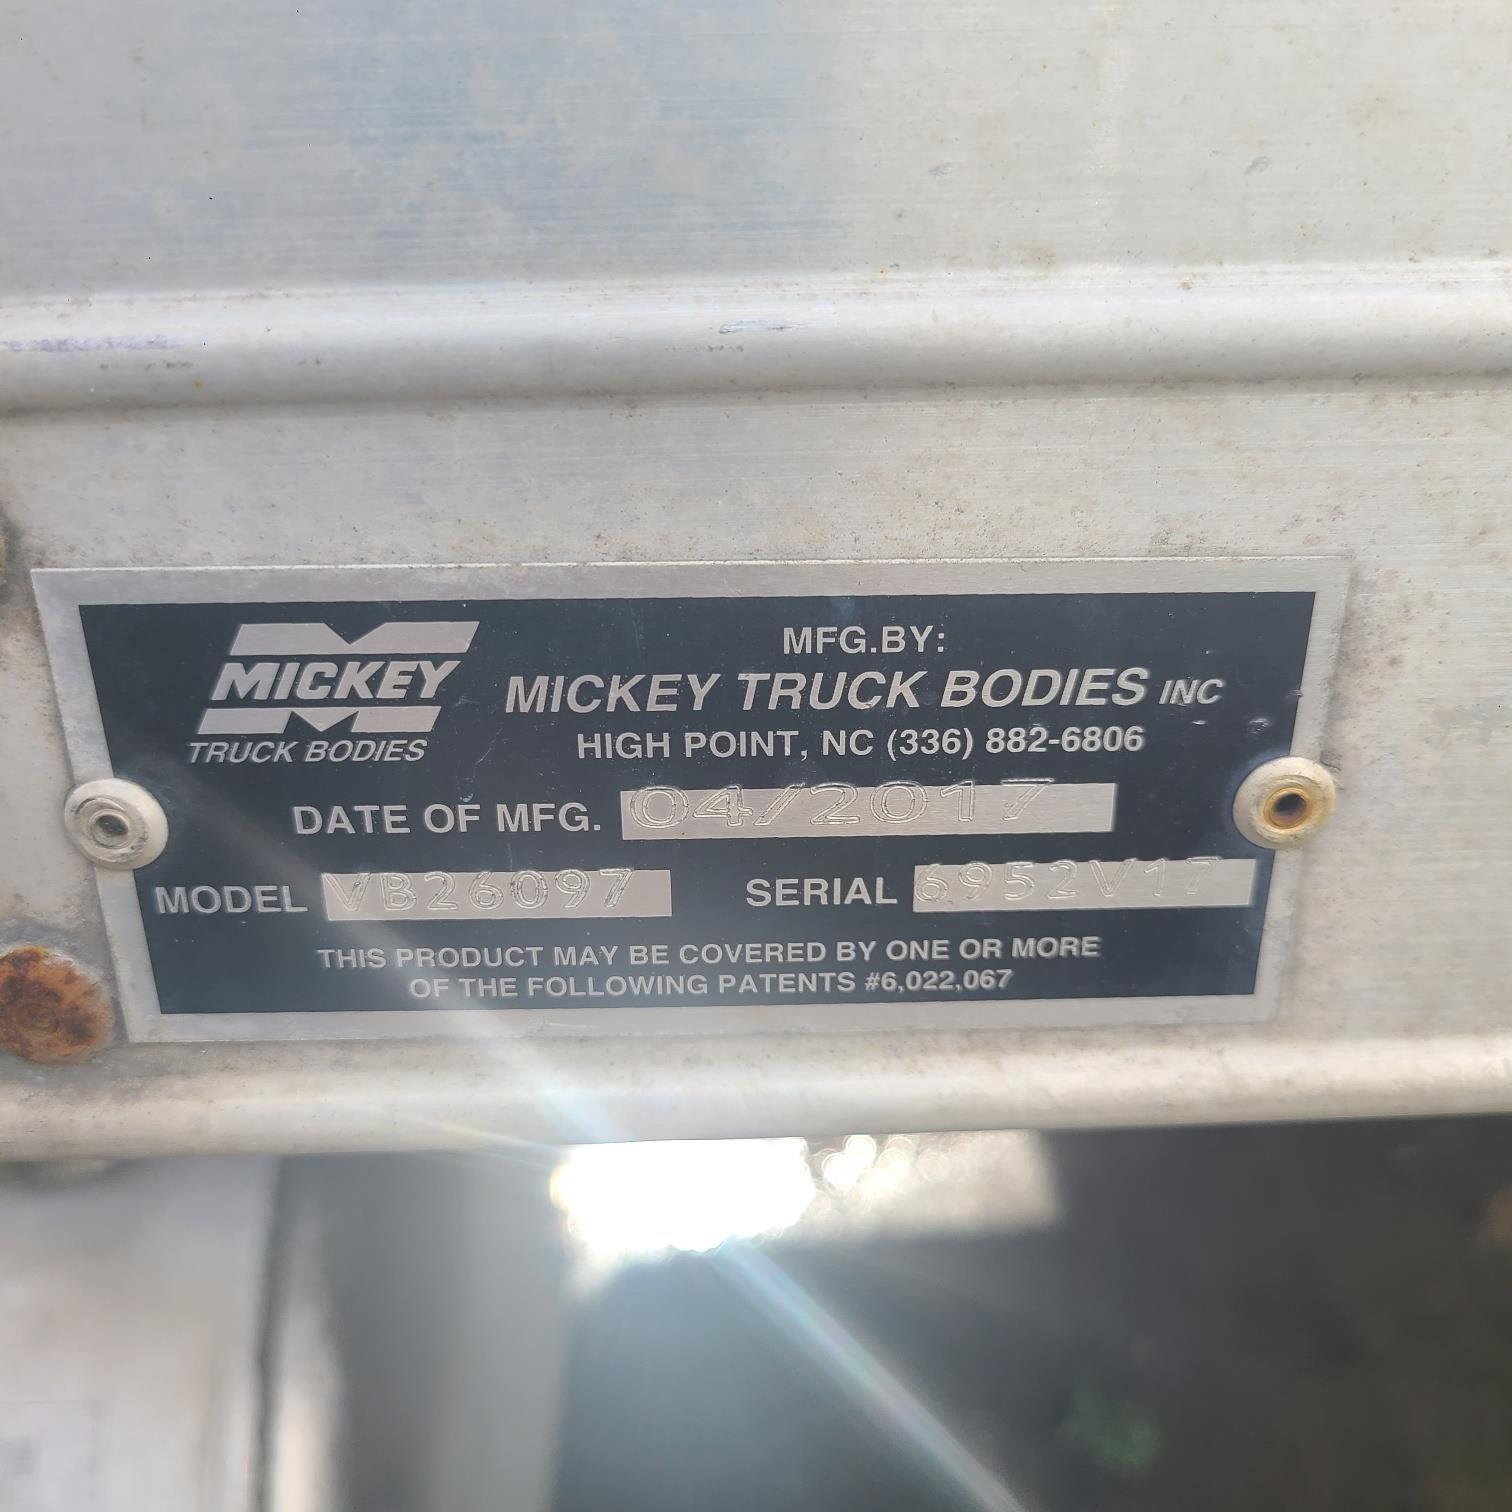 MICKEY
TRUCK BODIES
MFG.BY:
MICKEY TRUCK BODIES INC
HIGH POINT, NC (336) 882-6806
DATE OF MFG. 04/2017
MODEL VB26097 SERIAL 6952V17
THIS PRODUCT MAY BE COVERED BY ONE OR MORE
OF THE FOLLOWING PATENTS #6,022,067